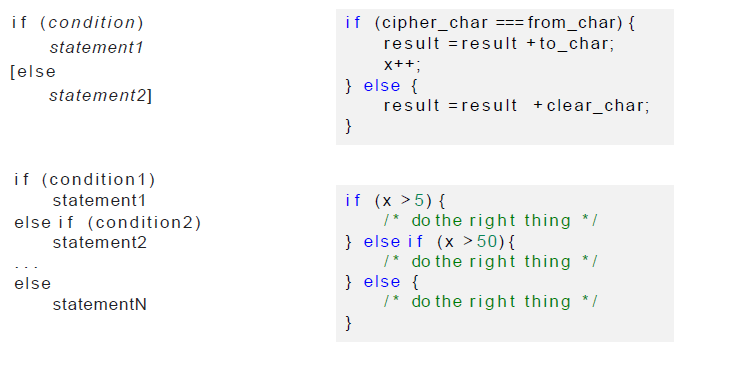 if (condition)
statement1
[else
statement2]
if (cipher_char === from_char) {
result = result + to_char;
x++;
} else {
result = result + clear_char;
}
if (condition1)
statement1
else if (condition2)
statement2
...
else
statementN
if (x > 5) {
/* do the right thing */
} else if (x > 50) {
/* do the right thing */
} else {
/* do the right thing */
}